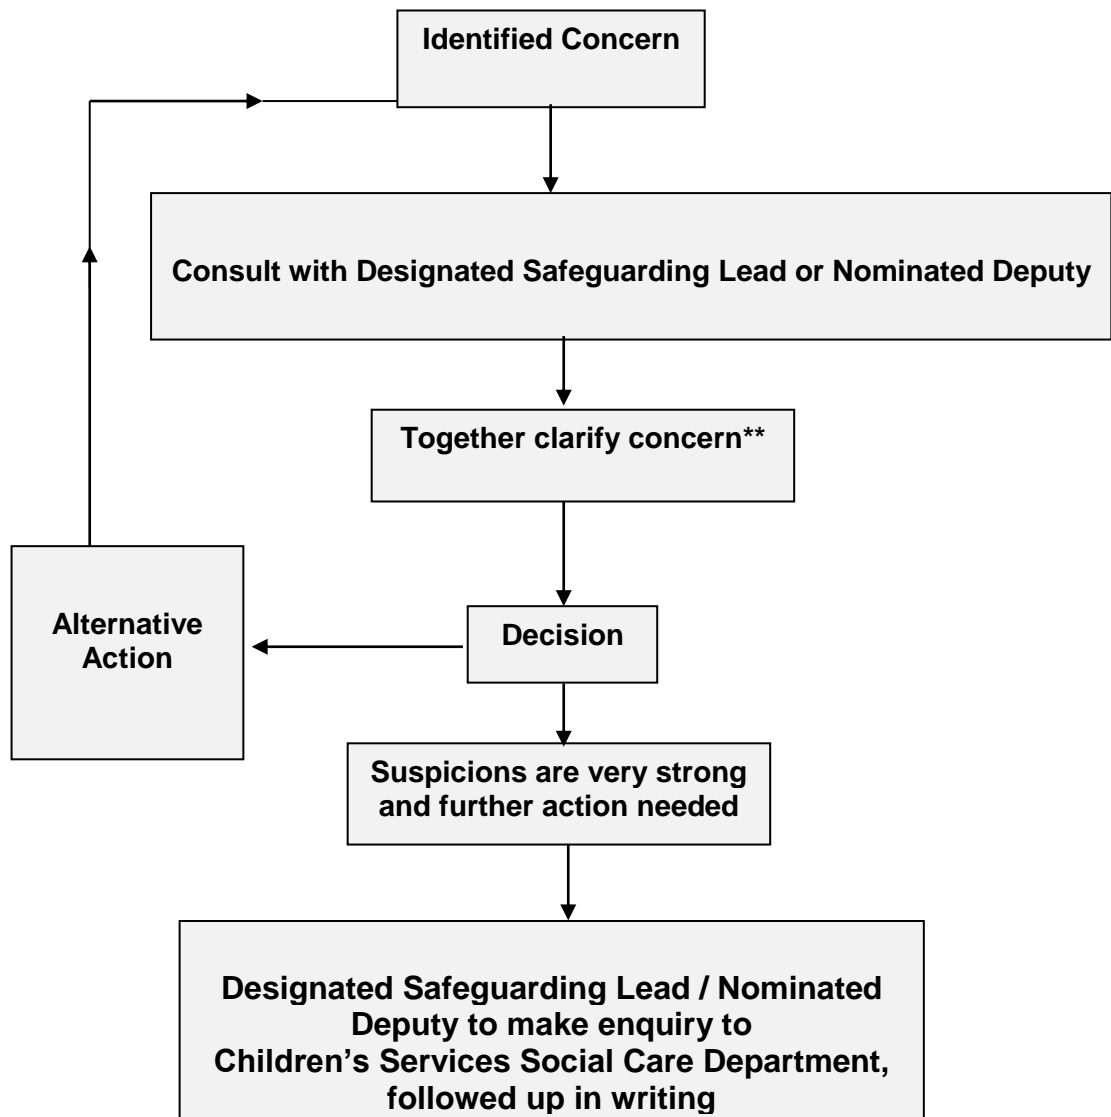 Identified Concern
Consult with Designated Safeguarding Lead or Nominated Deputy
Together clarify concern**
Alternative
Action
Decision
Suspicions are very strong
and further action needed
Designated Safeguarding Lead / Nominated
Deputy to make enquiry to
Children’s Services Social Care Department,
followed up in writing